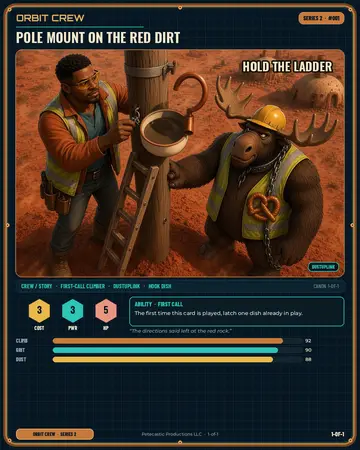 ORBIT CREW
SERIES 2 · #001
POLE MOUNT ON THE RED DIRT
HOLD THE LADDER
DUSTUPLINK
CREW / STORY · FIRST-CALL CLIMBER · DUSTUPLINK · HOOK DISH
CANON 1-OF-1
3
COST
3
PWR
5
HP
ABILITY · FIRST CALL
The first time this card is played, latch one dish already in play.
"The directions said left at the red rock."
CLIMB
92
GRIT
90
DUST
88
ORBIT CREW · SERIES 2
Petecastic Productions LLC · 1-of-1
1-OF-1